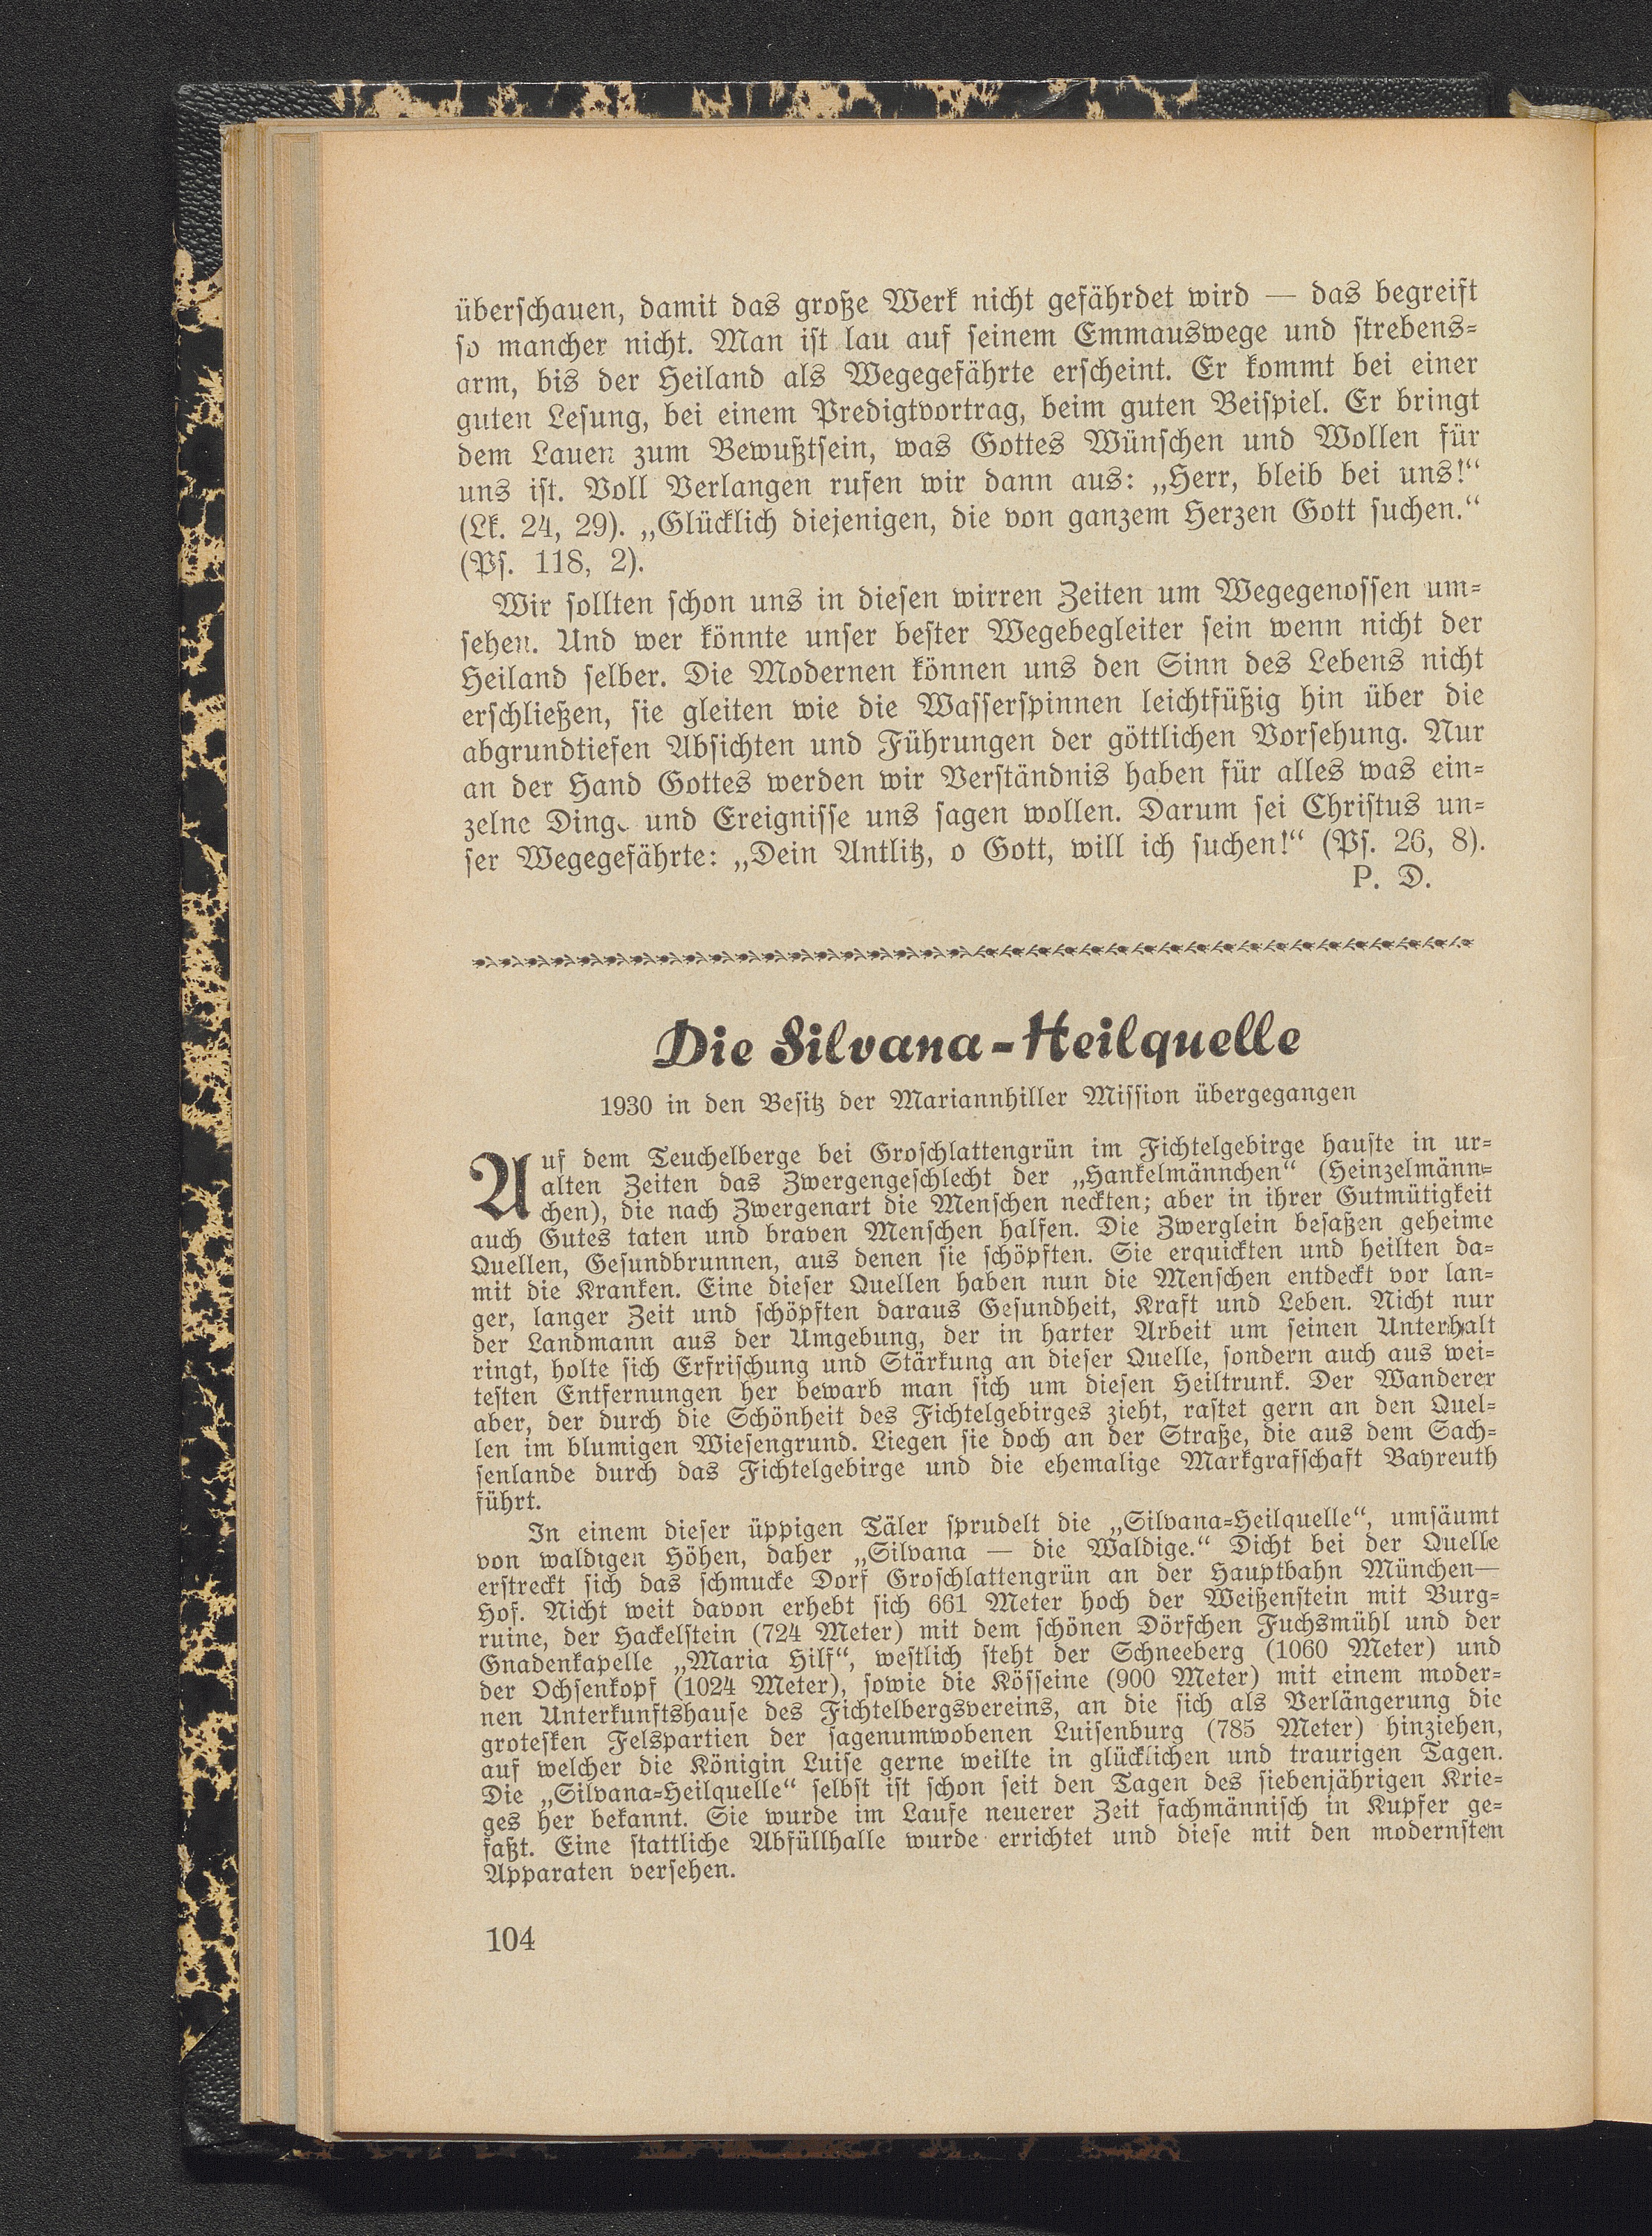 überschauen, damit das große Werk nicht gefährdet wird — das begreift
so mancher nicht. Man ist lau auf seinem Emmauswege und strebens-
arm, bis der Heiland als Wegegefährte erscheint. Er kommt bei einer
guten Lesung, bei einem Predigtvortrag, beim guten Beispiel. Er bringt
dem Lauen zum Bewußtsein, was Gottes Wünschen und Wollen für
uns ist. Voll Verlangen rufen wir dann aus: „Herr, bleib bei uns!“
(Lk. 24, 29). „Glücklich diejenigen, die von ganzem Herzen Gott suchen.“
(Ps. 118, 2).
Wir sollten schon uns in diesen wirren Zeiten um Wegegenossen um-
sehen. Und wer könnte unser bester Wegebegleiter sein wenn nicht der
Heiland selber. Die Modernen können uns den Sinn des Lebens nicht
erschließen, sie gleiten wie die Wasserspinnen leichtfüßig hin über die
abgrundtiefen Absichten und Führungen der göttlichen Vorsehung. Nur
an der Hand Gottes werden wir Verständnis haben für alles was ein-
zelne Dinge und Ereignisse uns sagen wollen. Darum sei Christus un-
ser Wegegefährte: „Dein Antlitz, o Gott, will ich suchen!“ (Ps. 26, 8).
P. D.
Die Silvana-Heilquelle
1930 in den Besitz der Mariannhiller Mission übergegangen
Auf dem Teuchelberge bei Groschlattengrün im Fichtelgebirge hauste in ur-
alten Zeiten das Zwergengeschlecht der „Hankelmännchen“ (Heinzelmänn-
chen), die nach Zwergenart die Menschen neckten; aber in ihrer Gutmütigkeit
auch Gutes taten und braven Menschen halfen. Die Zwerglein besaßen geheime
Quellen, Gesundbrunnen, aus denen sie schöpften. Sie erquickten und heilten da-
mit die Kranken. Eine dieser Quellen haben nun die Menschen entdeckt vor lan-
ger, langer Zeit und schöpften daraus Gesundheit, Kraft und Leben. Nicht nur
der Landmann aus der Umgebung, der in harter Arbeit um seinen Unterhalt
ringt, holte sich Erfrischung und Stärkung an dieser Quelle, sondern auch aus wei-
testen Entfernungen her bewarb man sich um diesen Heiltrunk. Der Wanderer
aber, der durch die Schönheit des Fichtelgebirges zieht, rastet gern an den Quel-
len im blumigen Wiesengrund. Liegen sie doch an der Straße, die aus dem Sach-
senlande durch das Fichtelgebirge und die ehemalige Markgrafschaft Bayreuth
führt.
In einem dieser üppigen Täler sprudelt die „Silvana-Heilquelle“, umsäumt
von waldigen Höhen, daher „Silvana — die Waldige.“ Dicht bei der Quelle
erstreckt sich das schmucke Dorf Groschlattengrün an der Hauptbahn München—
Hof. Nicht weit davon erhebt sich 661 Meter hoch der Weißenstein mit Burg-
ruine, der Hackelstein (724 Meter) mit dem schönen Dörfchen Fuchsmühl und der
Gnadenkapelle „Maria Hilf“, westlich steht der Schneeberg (1060 Meter) und
der Ochsenkopf (1024 Meter), sowie die Kösseine (900 Meter) mit einem moder-
nen Unterkunftshause des Fichtelbergsvereins, an die sich als Verlängerung die
grotesken Felspartien der sagenumwobenen Luisenburg (785 Meter) hinziehen,
auf welcher die Königin Luise gerne weilte in glücklichen und traurigen Tagen.
Die „Silvana-Heilquelle“ selbst ist schon seit den Tagen des siebenjährigen Krie-
ges her bekannt. Sie wurde im Laufe neuerer Zeit fachmännisch in Kupfer ge-
faßt. Eine stattliche Abfüllhalle wurde errichtet und diese mit den modernsten
Apparaten versehen.
104